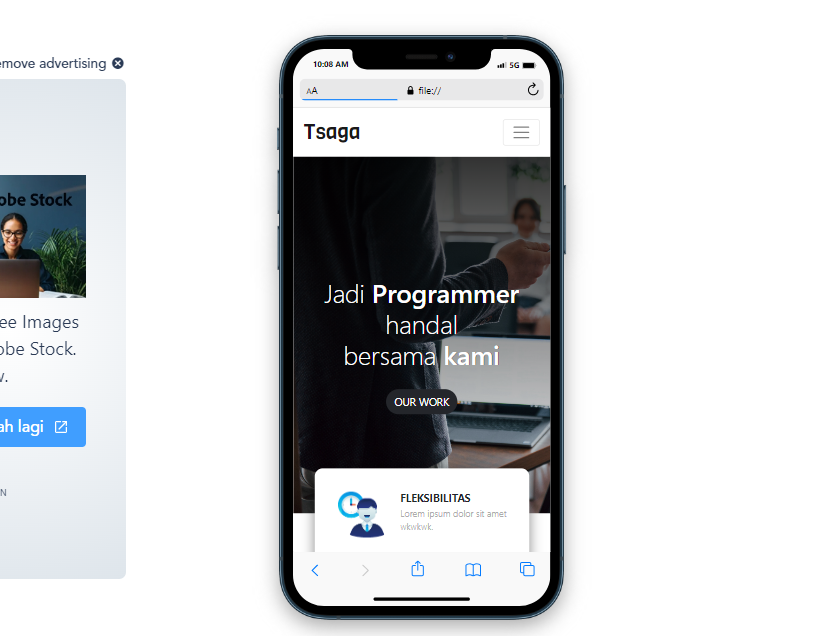 emove advertising
obe Stock
ee Images
obe Stock.
v.
ah lagi
N
10:08 AM
5G
AA
file://
Tsaga
Jadi Programmer
handal
bersama kami
OUR WORK
FLEKSIBILITAS
Lorem ipsum dolor sit amet
wkwkwk.